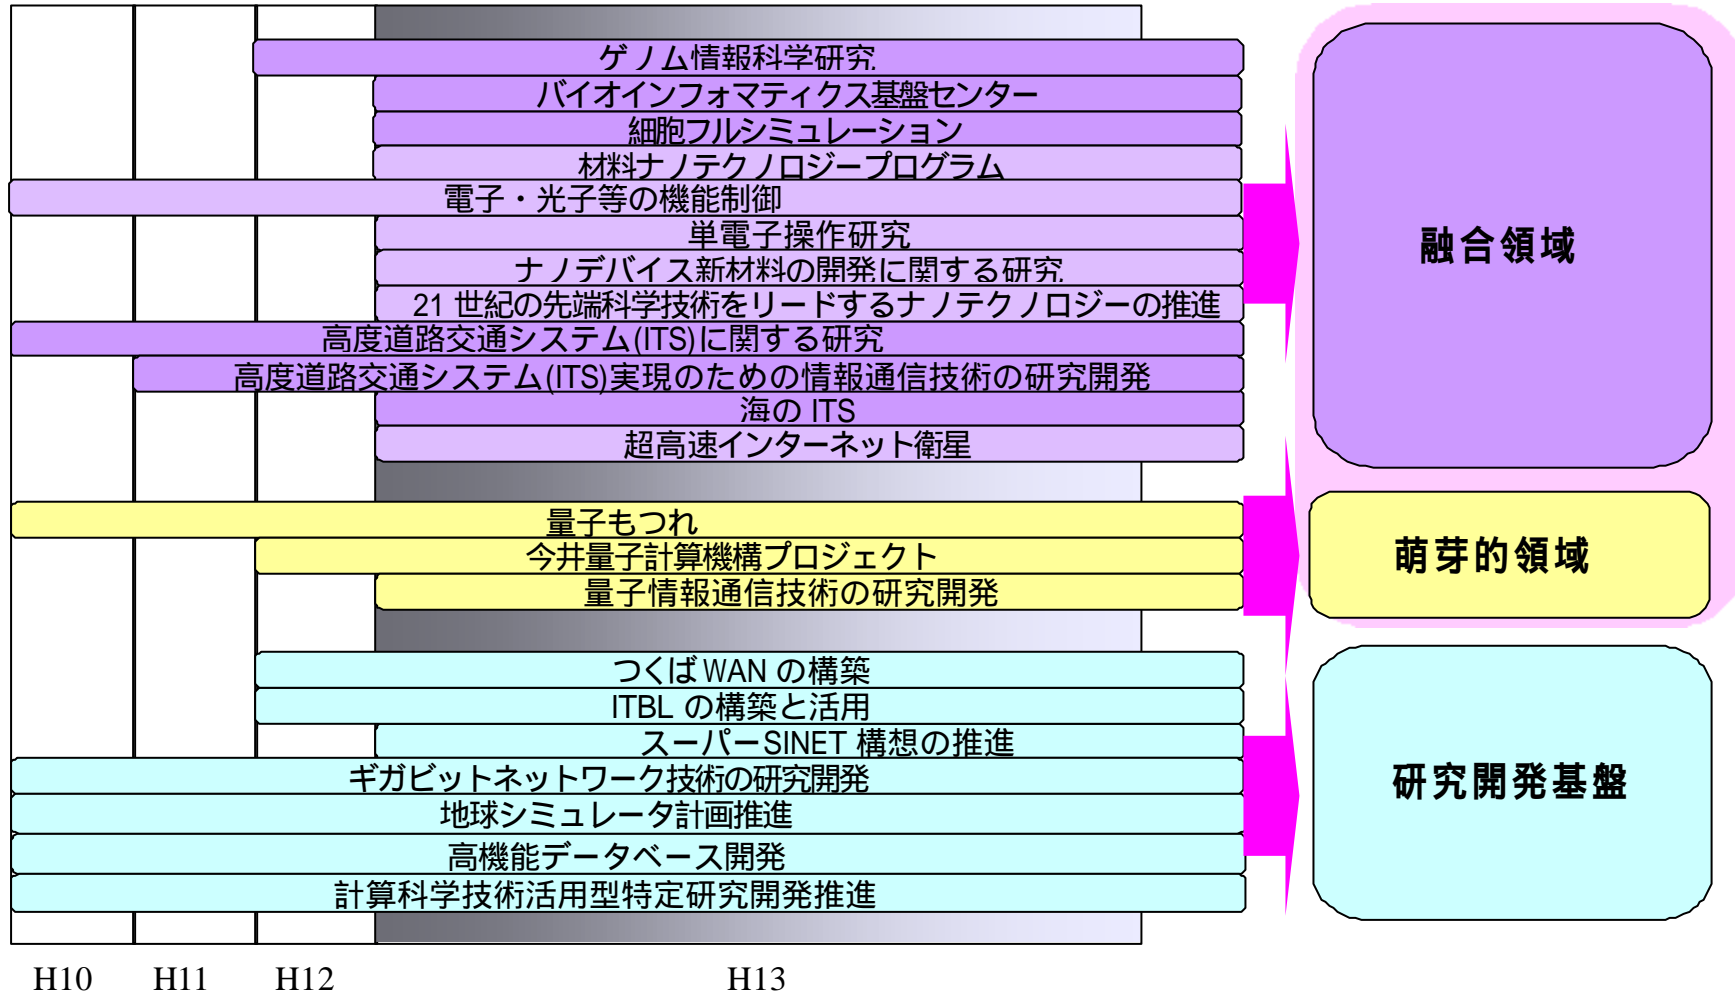 ゲノム情報科学研究
バイオインフォマティクス基盤センター
細胞フルシミュレーション
材料ナノテクノロジープログラム
電子・光子等の機能制御
単電子操作研究
ナノデバイス新材料の開発に関する研究
21 世紀の先端科学技術をリードするナノテクノロジーの推進
高度道路交通システム(ITS)に関する研究
高度道路交通システム(ITS)実現のための情報通信技術の研究開発
海の ITS
超高速インターネット衛星
融合領域
量子もつれ
今井量子計算機構プロジェクト
量子情報通信技術の研究開発
萌芽的領域
つくば WAN の構築
ITBL の構築と活用
スーパーSINET 構想の推進
ギガビットネットワーク技術の研究開発
地球シミュレータ計画推進
高機能データベース開発
計算科学技術活用型特定研究開発推進
研究開発基盤
H10 H11 H12 H13